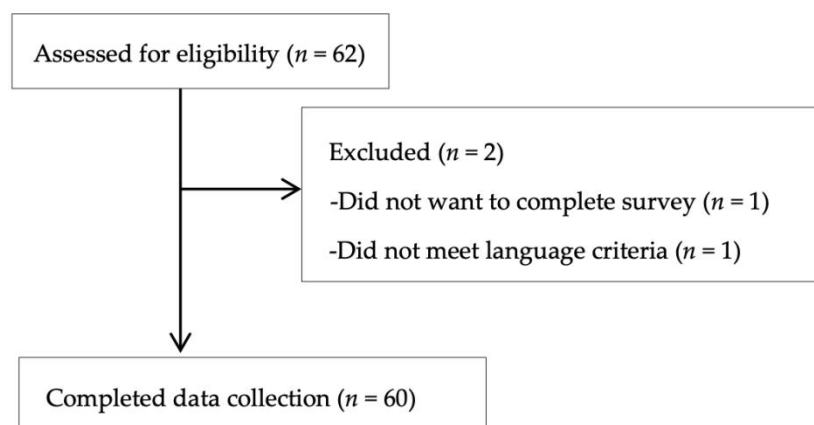 Assessed for eligibility (n = 62)
Excluded (n = 2)
-Did not want to complete survey (n = 1)
-Did not meet language criteria (n = 1)
Completed data collection (n = 60)